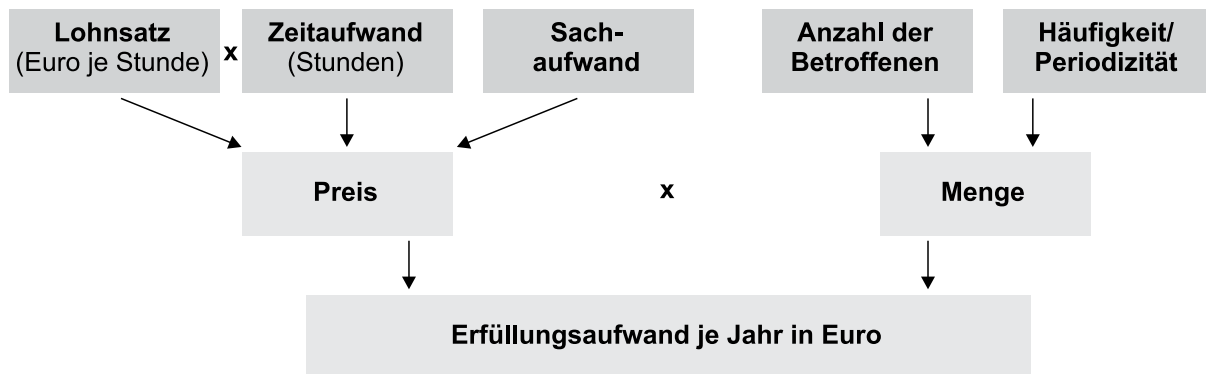 Lohnsatz
(Euro je Stunde)
x
Zeitaufwand
(Stunden)
Sach-
aufwand
Anzahl der
Betroffenen
Häufigkeit/
Periodizität
Preis
x
Menge
Erfüllungsaufwand je Jahr in Euro